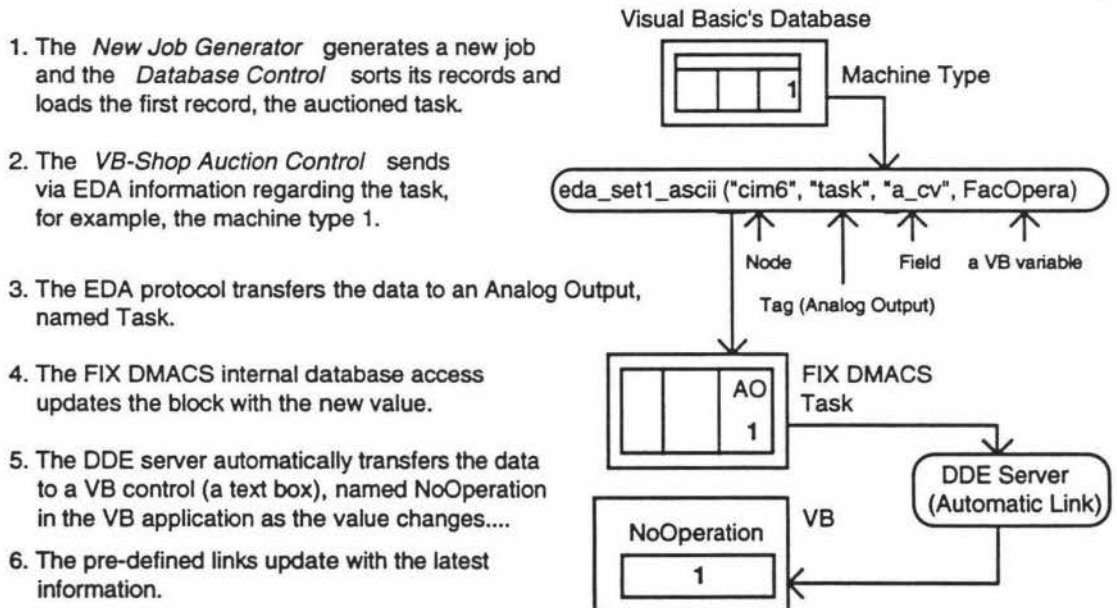 1. The New Job Generator generates a new job
and the Database Control sorts its records and
loads the first record, the auctioned task.
2. The VB-Shop Auction Control sends
via EDA information regarding the task,
for example, the machine type 1.
3. The EDA protocol transfers the data to an Analog Output,
named Task.
4. The FIX DMACS internal database access
updates the block with the new value.
5. The DDE server automatically transfers the data
to a VB control (a text box), named NoOperation
in the VB application as the value changes....
6. The pre-defined links update with the latest
information.
Visual Basic's Database
1
Machine Type
eda_set1_ascii ("cim6", "task", "a_cv", FacOpera)
Node
Field
a VB variable
Tag (Analog Output)
AO
1
FIX DMACS
Task
DDE Server
(Automatic Link)
VB
NoOperation
1